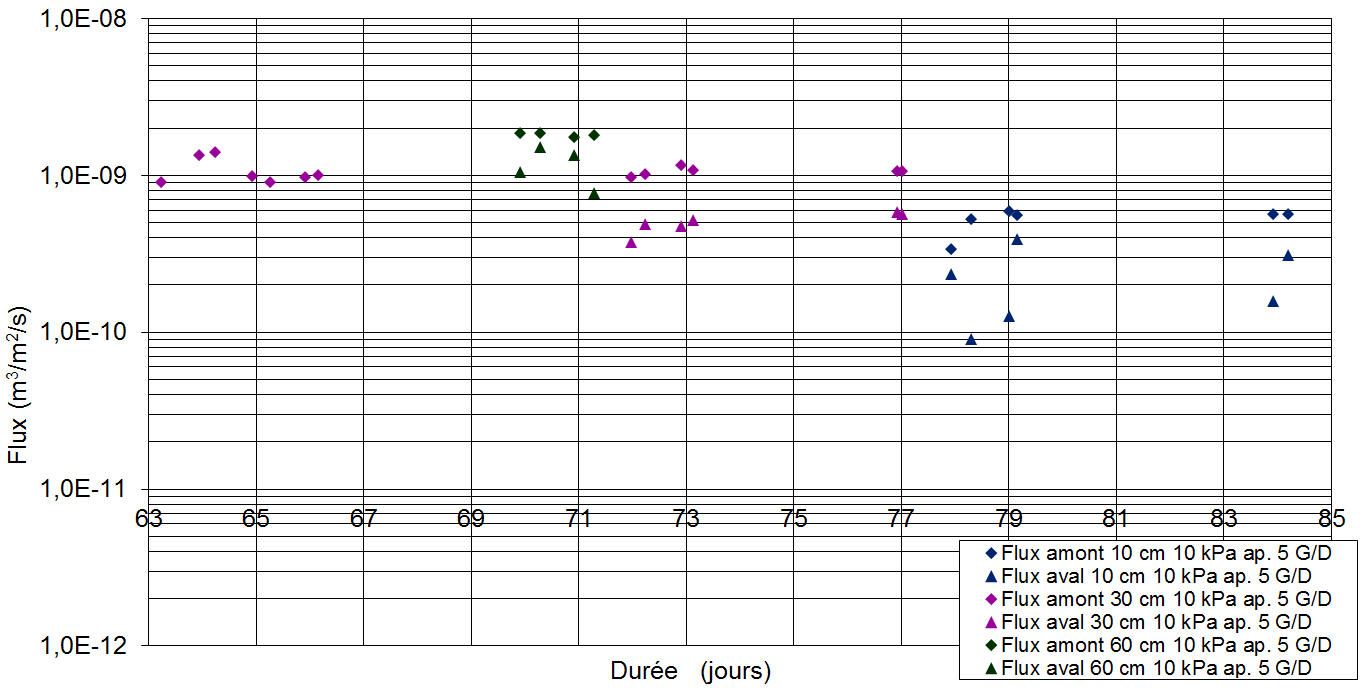 1,0E-08
1,0E-09
1,0E-10
1,0E-11
1,0E-12
Flux (m³/m²/s)
63 65 67 69 71 73 75 77 79 81 83 85
Durée (jours)
Flux amont 10 cm 10 kPa ap. 5 G/D
Flux aval 10 cm 10 kPa ap. 5 G/D
Flux amont 30 cm 10 kPa ap. 5 G/D
Flux aval 30 cm 10 kPa ap. 5 G/D
Flux amont 60 cm 10 kPa ap. 5 G/D
Flux aval 60 cm 10 kPa ap. 5 G/D